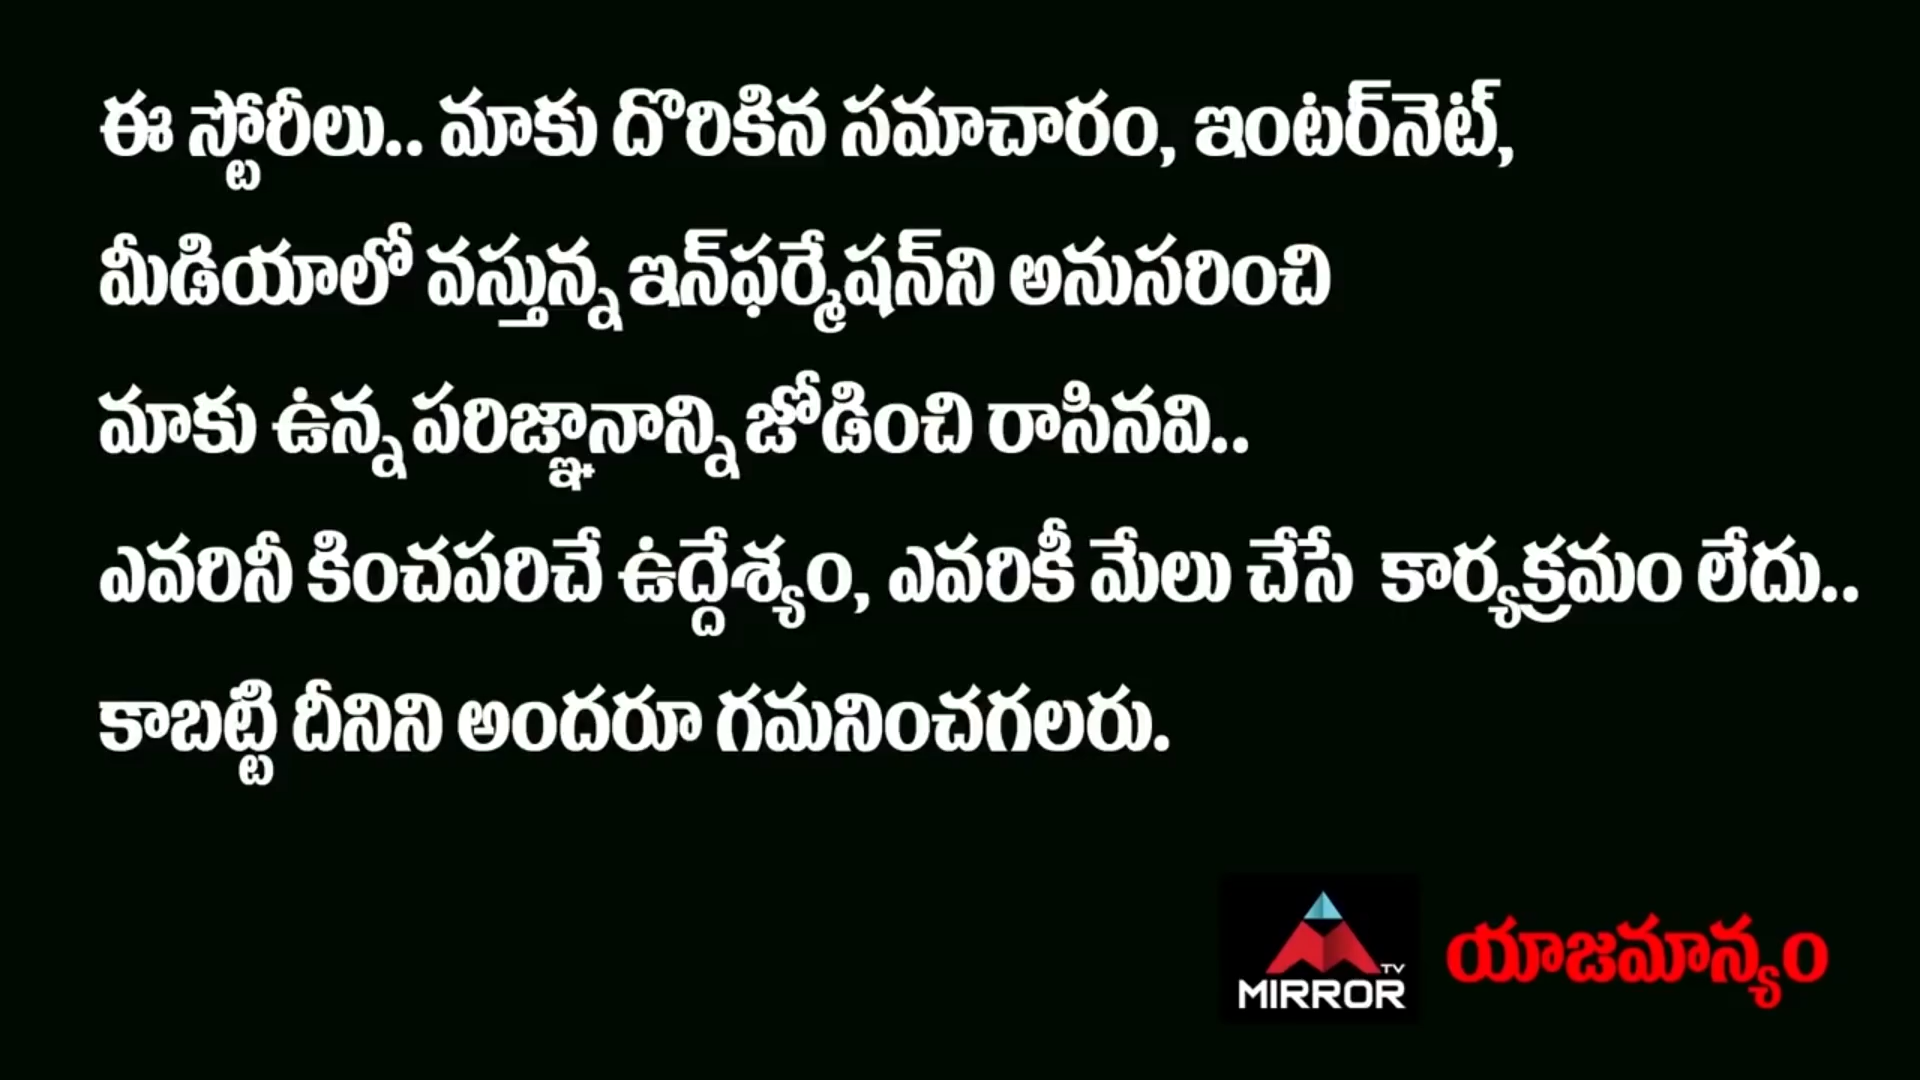 ఈ స్టోరీలు.. మాకు దొరికిన సమాచారం, ఇంటర్‌నెట్,
మీడియాలో వస్తున్న ఇన్‌ఫర్మేషన్‌ని అనుసరించి
మాకు ఉన్న పరిజ్ఞానాన్ని జోడించి రాసినవి..
ఎవరినీ కించపరిచే ఉద్దేశ్యం, ఎవరికీ మేలు చేసే కార్యక్రమం లేదు..
కాబట్టి దీనిని అందరూ గమనించగలరు.
TV
MIRROR
యాజమాన్యం